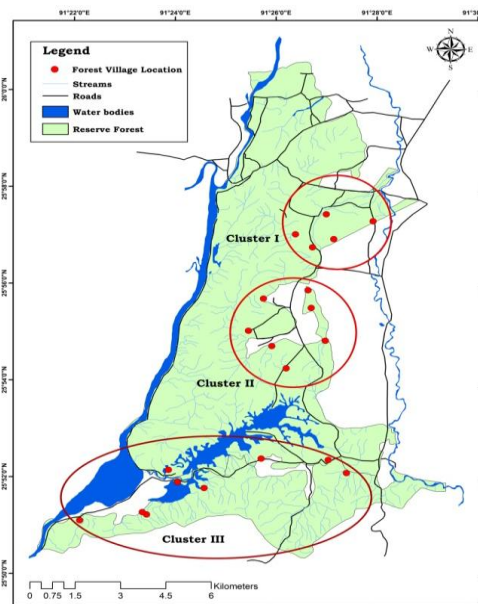 91°22'0"E 91°24'0"E 91°26'0"E 91°28'0"E
N
W E
S
Legend
Forest Village Location
Streams
Roads
Water bodies
Reserve Forest
26°0'0"N
25°58'0"N
Cluster I
25°56'0"N
25°54'0"N
Cluster II
25°52'0"N
Cluster III
25°50'0"N
Kilometers
0 0.75 1.5 3 4.5 6